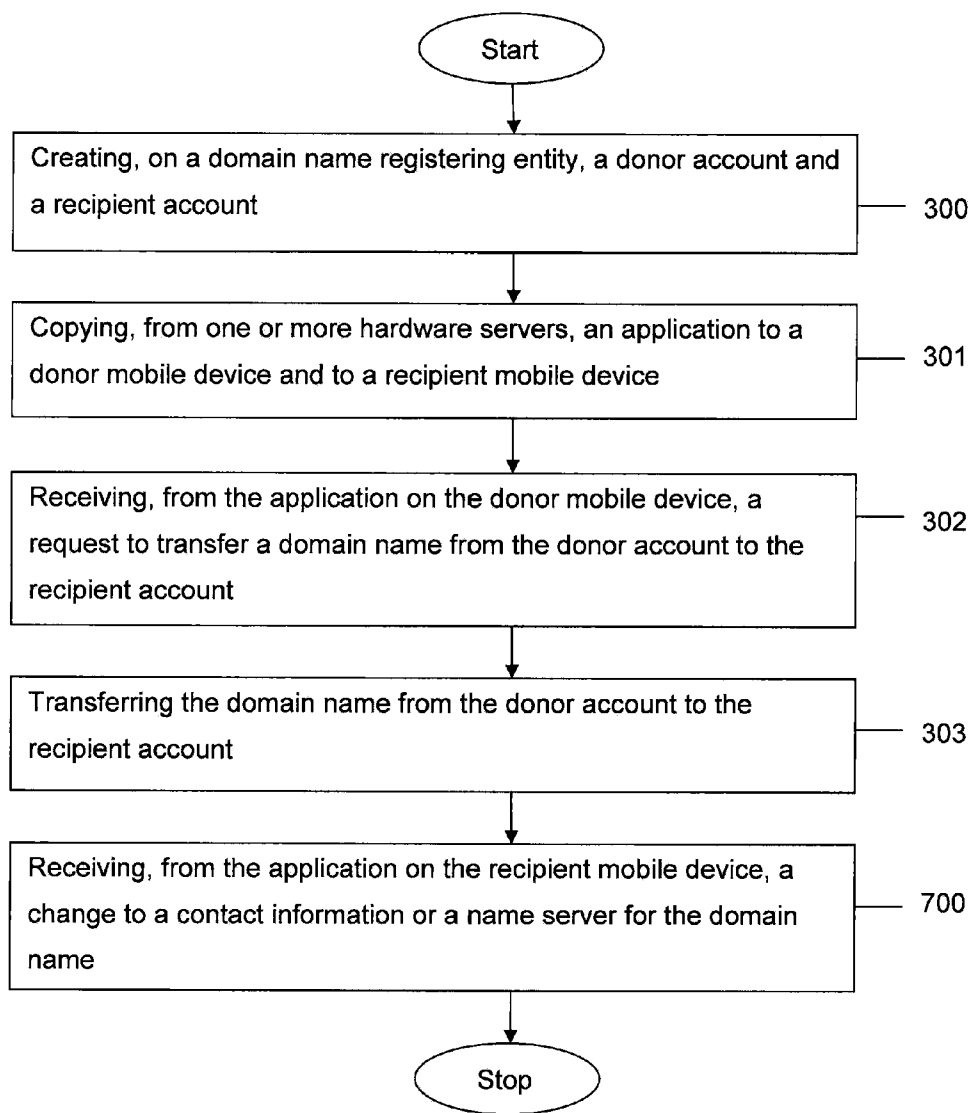 Start
Creating, on a domain name registering entity, a donor account and
a recipient account
300
Copying, from one or more hardware servers, an application to a
donor mobile device and to a recipient mobile device
301
Receiving, from the application on the donor mobile device, a
request to transfer a domain name from the donor account to the
recipient account
302
Transferring the domain name from the donor account to the
recipient account
303
Receiving, from the application on the recipient mobile device, a
change to a contact information or a name server for the domain
name
700
Stop